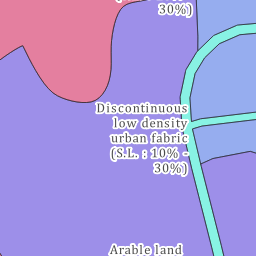 30%)
Discontinuous
low density
urban fabric
(S.L. : 10% -
30%)
Arable land